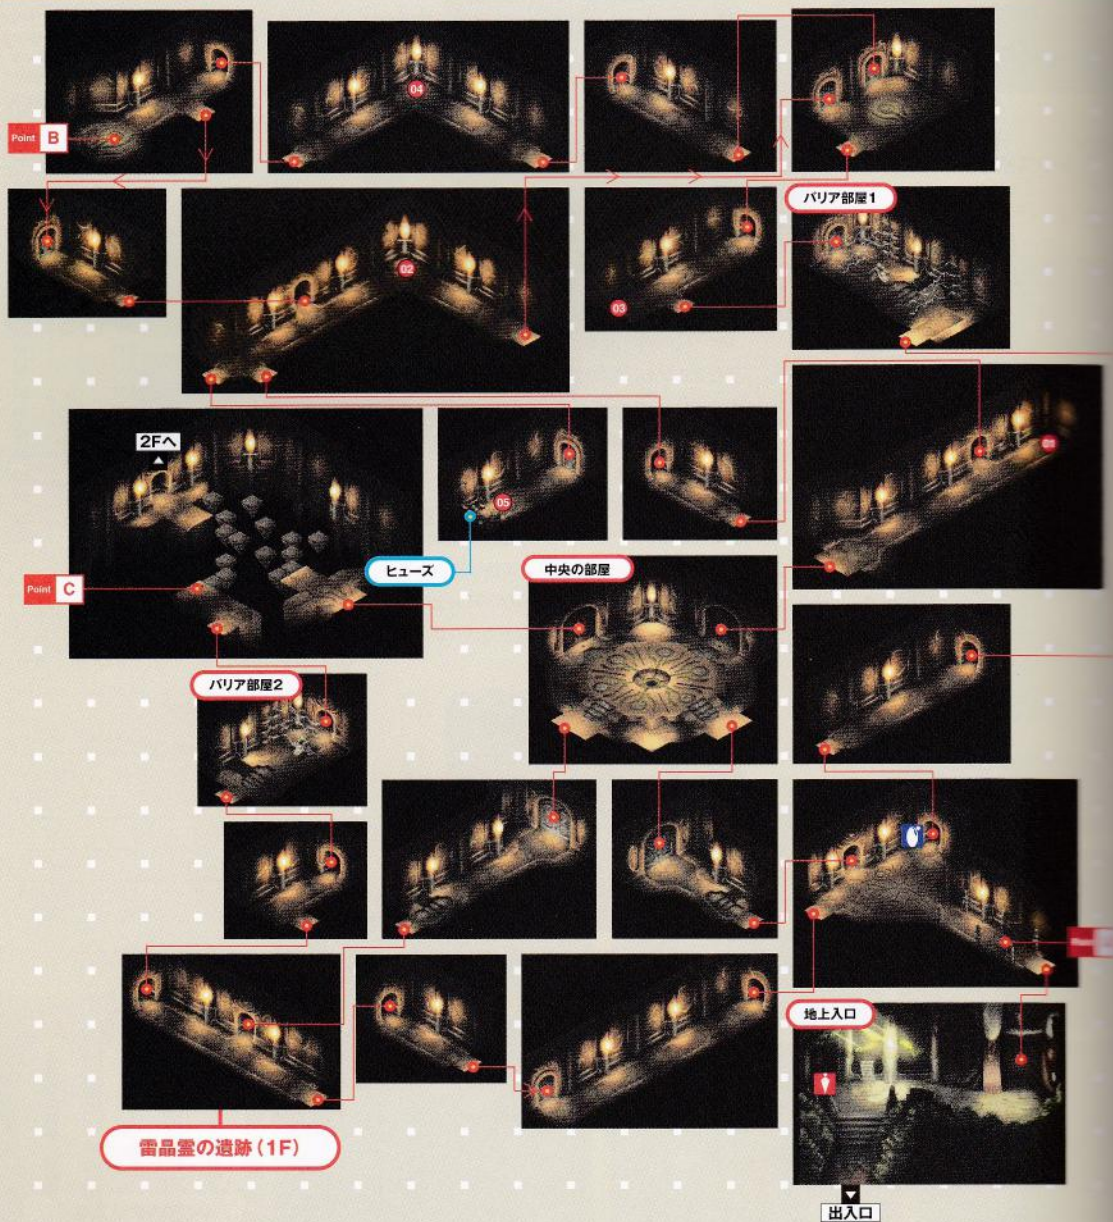 04
Point B
バリア部屋1
02
03
2Fへ
05
ヒューズ
中央の部屋
Point C
バリア部屋2
地上入口
雷晶霊の遺跡(1F)
出入口